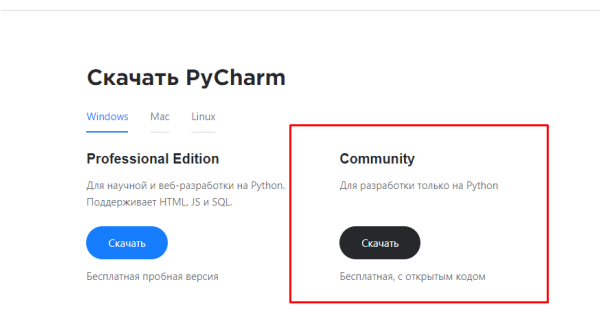 Скачать PyCharm
Windows Mac Linux
Professional Edition
Для научной и веб-разработки на Python.
Поддерживает HTML, JS и SQL.
Скачать
Бесплатная пробная версия
Community
Для разработки только на Python
Скачать
Бесплатная, с открытым кодом